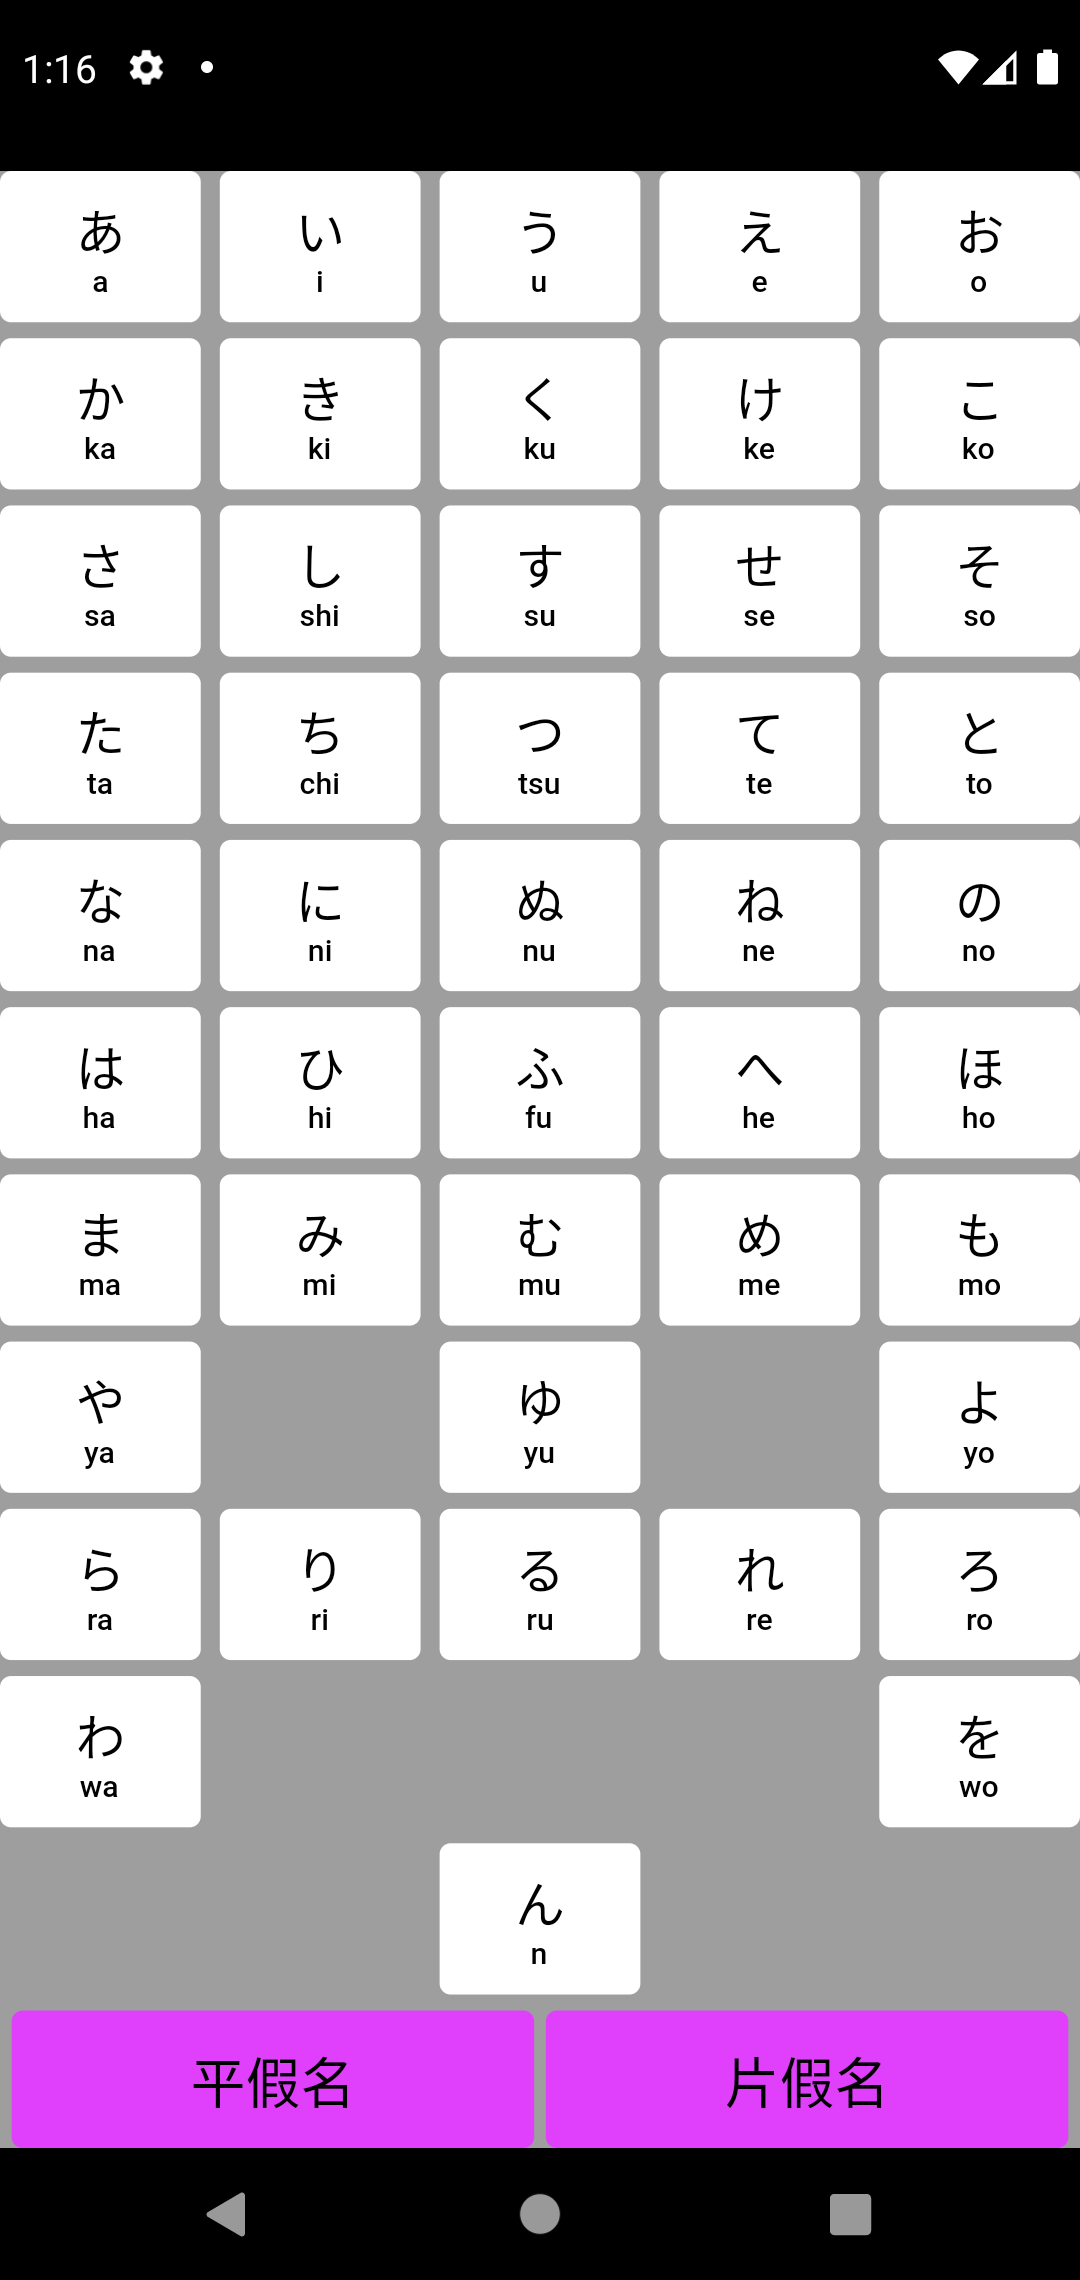 1:16
あ い う え お
a i u e o
か き く け こ
ka ki ku ke ko
さ し す せ そ
sa shi su se so
た ち つ て と
ta chi tsu te to
な に ぬ ね の
na ni nu ne no
は ひ ふ へ ほ
ha hi fu he ho
ま み む め も
ma mi mu me mo
や ゆ よ
ya yu yo
ら り る れ ろ
ra ri ru re ro
わ を
wa wo
ん
n
平假名 片假名